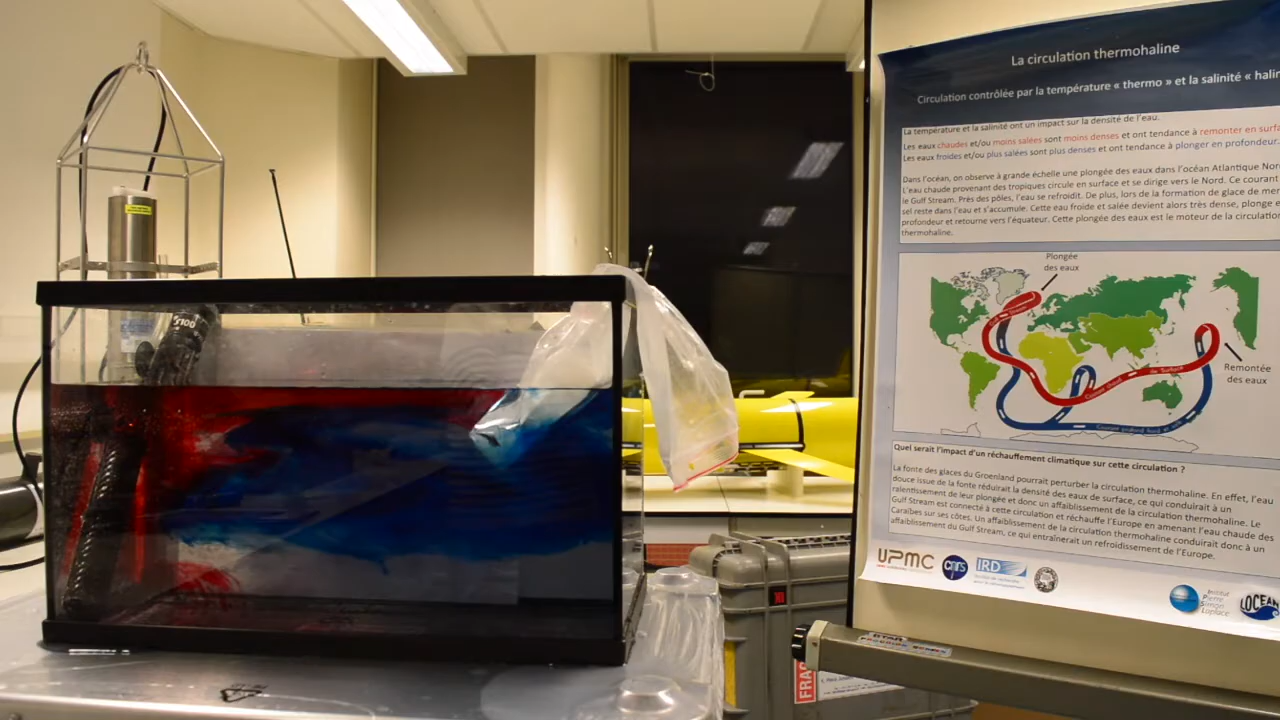 La circulation thermohaline
Circulation contrôlée par la température « thermo » et la salinité «
La température et la salinité ont un impact sur la densité de l'eau.
Les eaux chaudes et/ou moins salées sont moins denses et ont tendance à remonter en
Les eaux froides et/ou plus salées sont plus denses et ont tendance à plonger en profondeur.
Dans l'océan, on observe à grande échelle une plongée des eaux dans l'océan Atlantique
L'eau chaude provenant des tropiques circule en surface et se dirige vers le Nord. Ce courant
le Gulf Stream. Près des pôles, l'eau se refroidit. De plus, lors de la formation de glace de mer
sel reste dans l'eau et s'accumule. Cette eau froide et salée devient alors très dense, plonge
profondeur et retourne vers l'équateur. Cette plongée des eaux est le moteur de la
thermohaline.
Plongée
des eaux
Remontée
des eaux
Quel serait l'impact d'un réchauffement climatique sur cette circulation ?
La fonte des glaces du Groenland pourrait perturber la circulation thermohaline. En effet, l'eau
douce issue de la fonte réduirait la densité des eaux de surface, ce qui conduirait à un
ralentissement de leur plongée et donc un affaiblissement de la circulation thermohaline. Le
Gulf Stream est connecté à cette circulation et réchauffe l'Europe en amenant l'eau chaude des
Caraïbes sur ses côtes. Un affaiblissement de la circulation thermohaline conduirait donc à un
affaiblissement du Gulf Stream, ce qui entraînerait un refroidissement de l'Europe.
UPMC
cnrs
IRD
Institut
Pierre
Simon
Laplace
LOCEAN